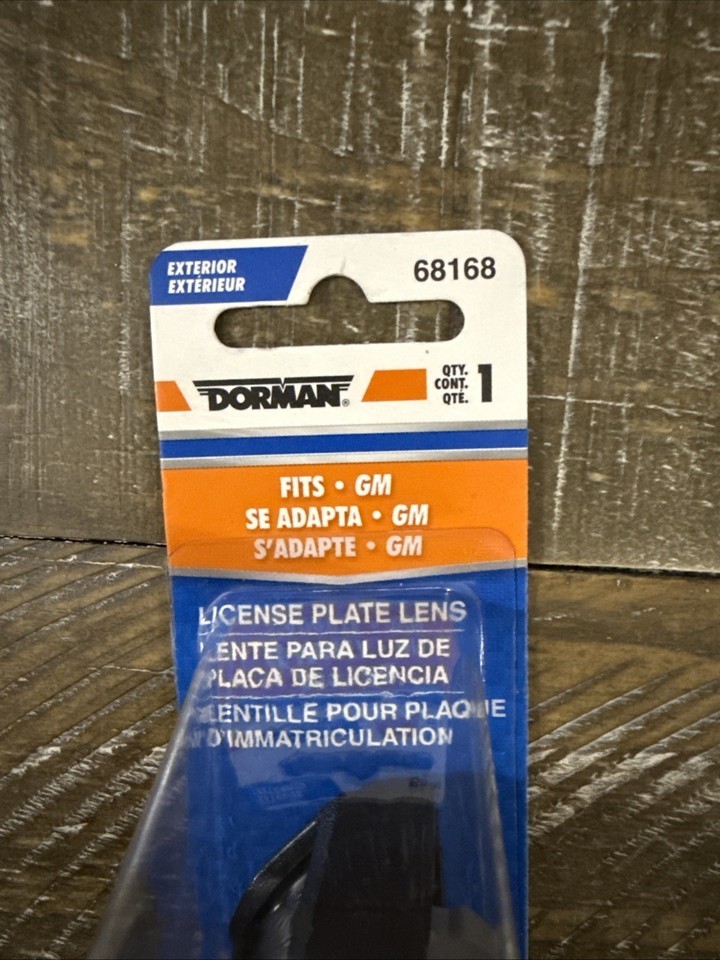 EXTERIOR
EXTÉRIEUR
68168
DORMAN®
QTY.
CONT.
QTÉ.
1
FITS • GM
SE ADAPTA • GM
S'ADAPTE • GM
LICENSE PLATE LENS
LENTE PARA LUZ DE
PLACA DE LICENCIA
LENTILLE POUR PLAQUE
D'IMMATRICULATION